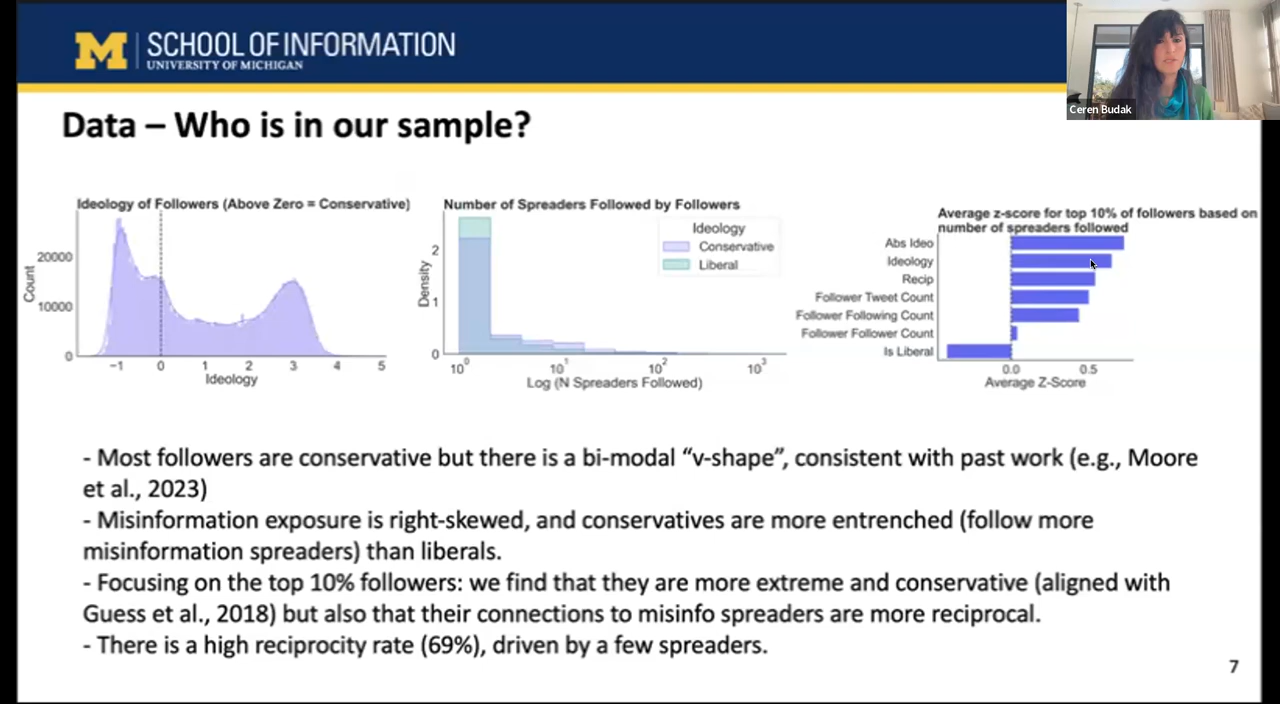 M SCHOOL OF INFORMATION
UNIVERSITY OF MICHIGAN
Ceren Budak
Data – Who is in our sample?
Ideology of Followers (Above Zero = Conservative)
Count
20000
10000
0
−1 0 1 2 3 4 5
Ideology
Number of Spreaders Followed by Followers
Density
2
1
0
Ideology
Conservative
Liberal
10⁰ 10¹ 10² 10³
Log (N Spreaders Followed)
Average z-score for top 10% of followers based on
number of spreaders followed
Abs Ideo
Ideology
Recip
Follower Tweet Count
Follower Following Count
Follower Follower Count
Is Liberal
0.0 0.5
Average Z-Score
- Most followers are conservative but there is a bi-modal “v-shape”, consistent with past work (e.g., Moore
et al., 2023)
- Misinformation exposure is right-skewed, and conservatives are more entrenched (follow more
misinformation spreaders) than liberals.
- Focusing on the top 10% followers: we find that they are more extreme and conservative (aligned with
Guess et al., 2018) but also that their connections to misinfo spreaders are more reciprocal.
- There is a high reciprocity rate (69%), driven by a few spreaders.
7